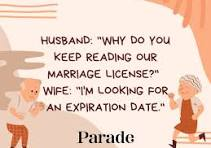 HUSBAND: "WHY DO YOU
KEEP READING OUR
MARRIAGE LICENSE?"
WIFE: "I'M LOOKING FOR
AN EXPIRATION DATE."
Parade